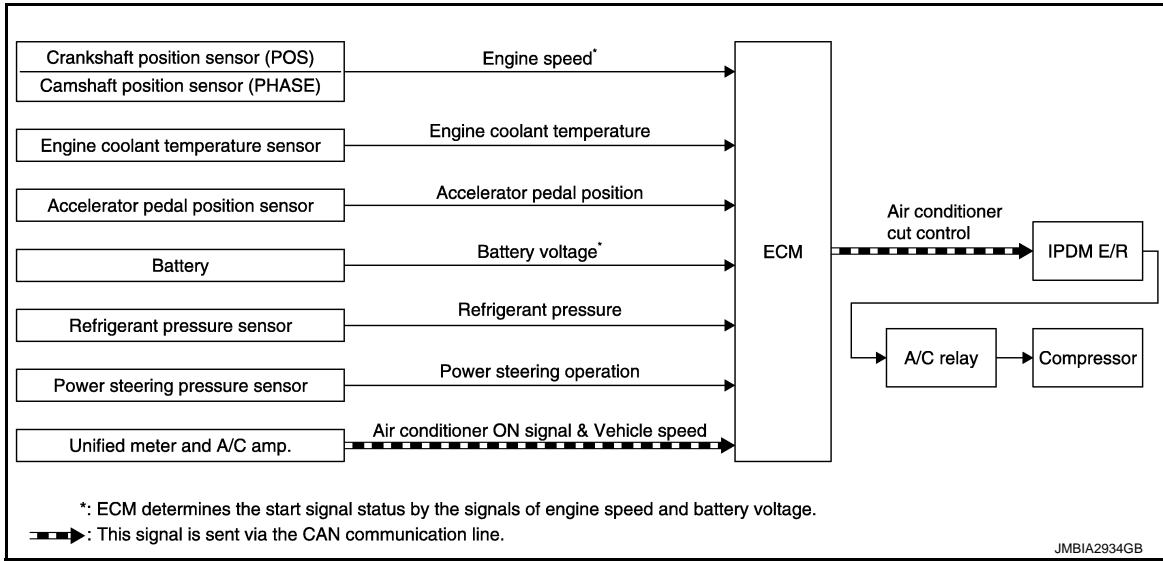 Crankshaft position sensor (POS)
Camshaft position sensor (PHASE)
Engine speed*
Engine coolant temperature sensor
Engine coolant temperature
Accelerator pedal position sensor
Accelerator pedal position
Battery
Battery voltage*
Refrigerant pressure sensor
Refrigerant pressure
Power steering pressure sensor
Power steering operation
Unified meter and A/C amp.
Air conditioner ON signal & Vehicle speed
ECM
Air conditioner
cut control
IPDM E/R
A/C relay
Compressor
*: ECM determines the start signal status by the signals of engine speed and battery voltage.
: This signal is sent via the CAN communication line.
JMBIA2934GB